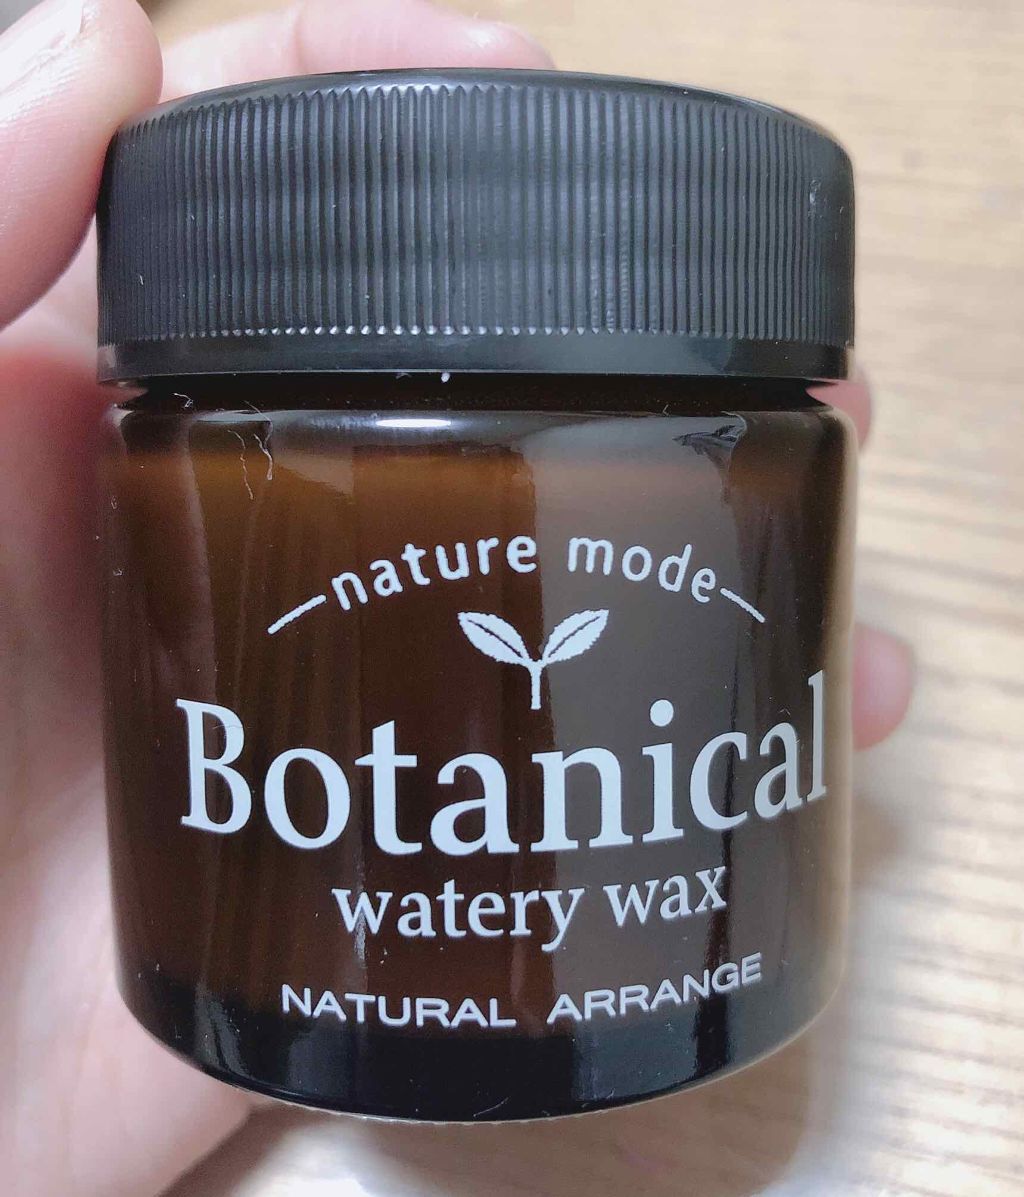 nature mode
Botanical
watery wax
NATURAL ARRANGE